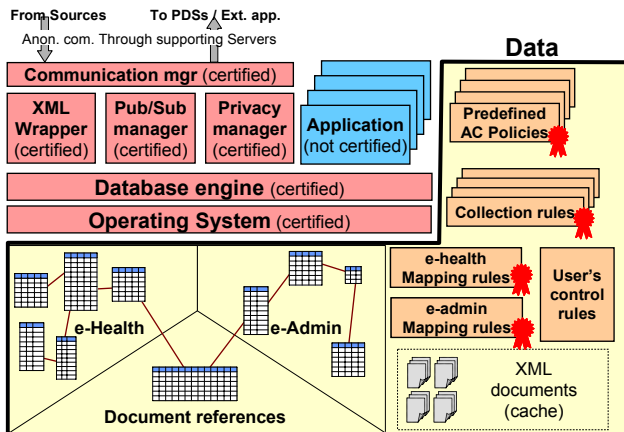 From Sources
To PDSs / Ext. app.
Anon. com. Through supporting Servers
Data
Communication mgr (certified)
XML
Wrapper
(certified)
Pub/Sub
manager
(certified)
Privacy
manager
(certified)
Application
(not certified)
Predefined
AC Policies
Database engine (certified)
Collection rules
Operating System (certified)
e-health
Mapping rules
User's
control
rules
e-admin
Mapping rules
e-Health
e-Admin
XML
documents
(cache)
Document references